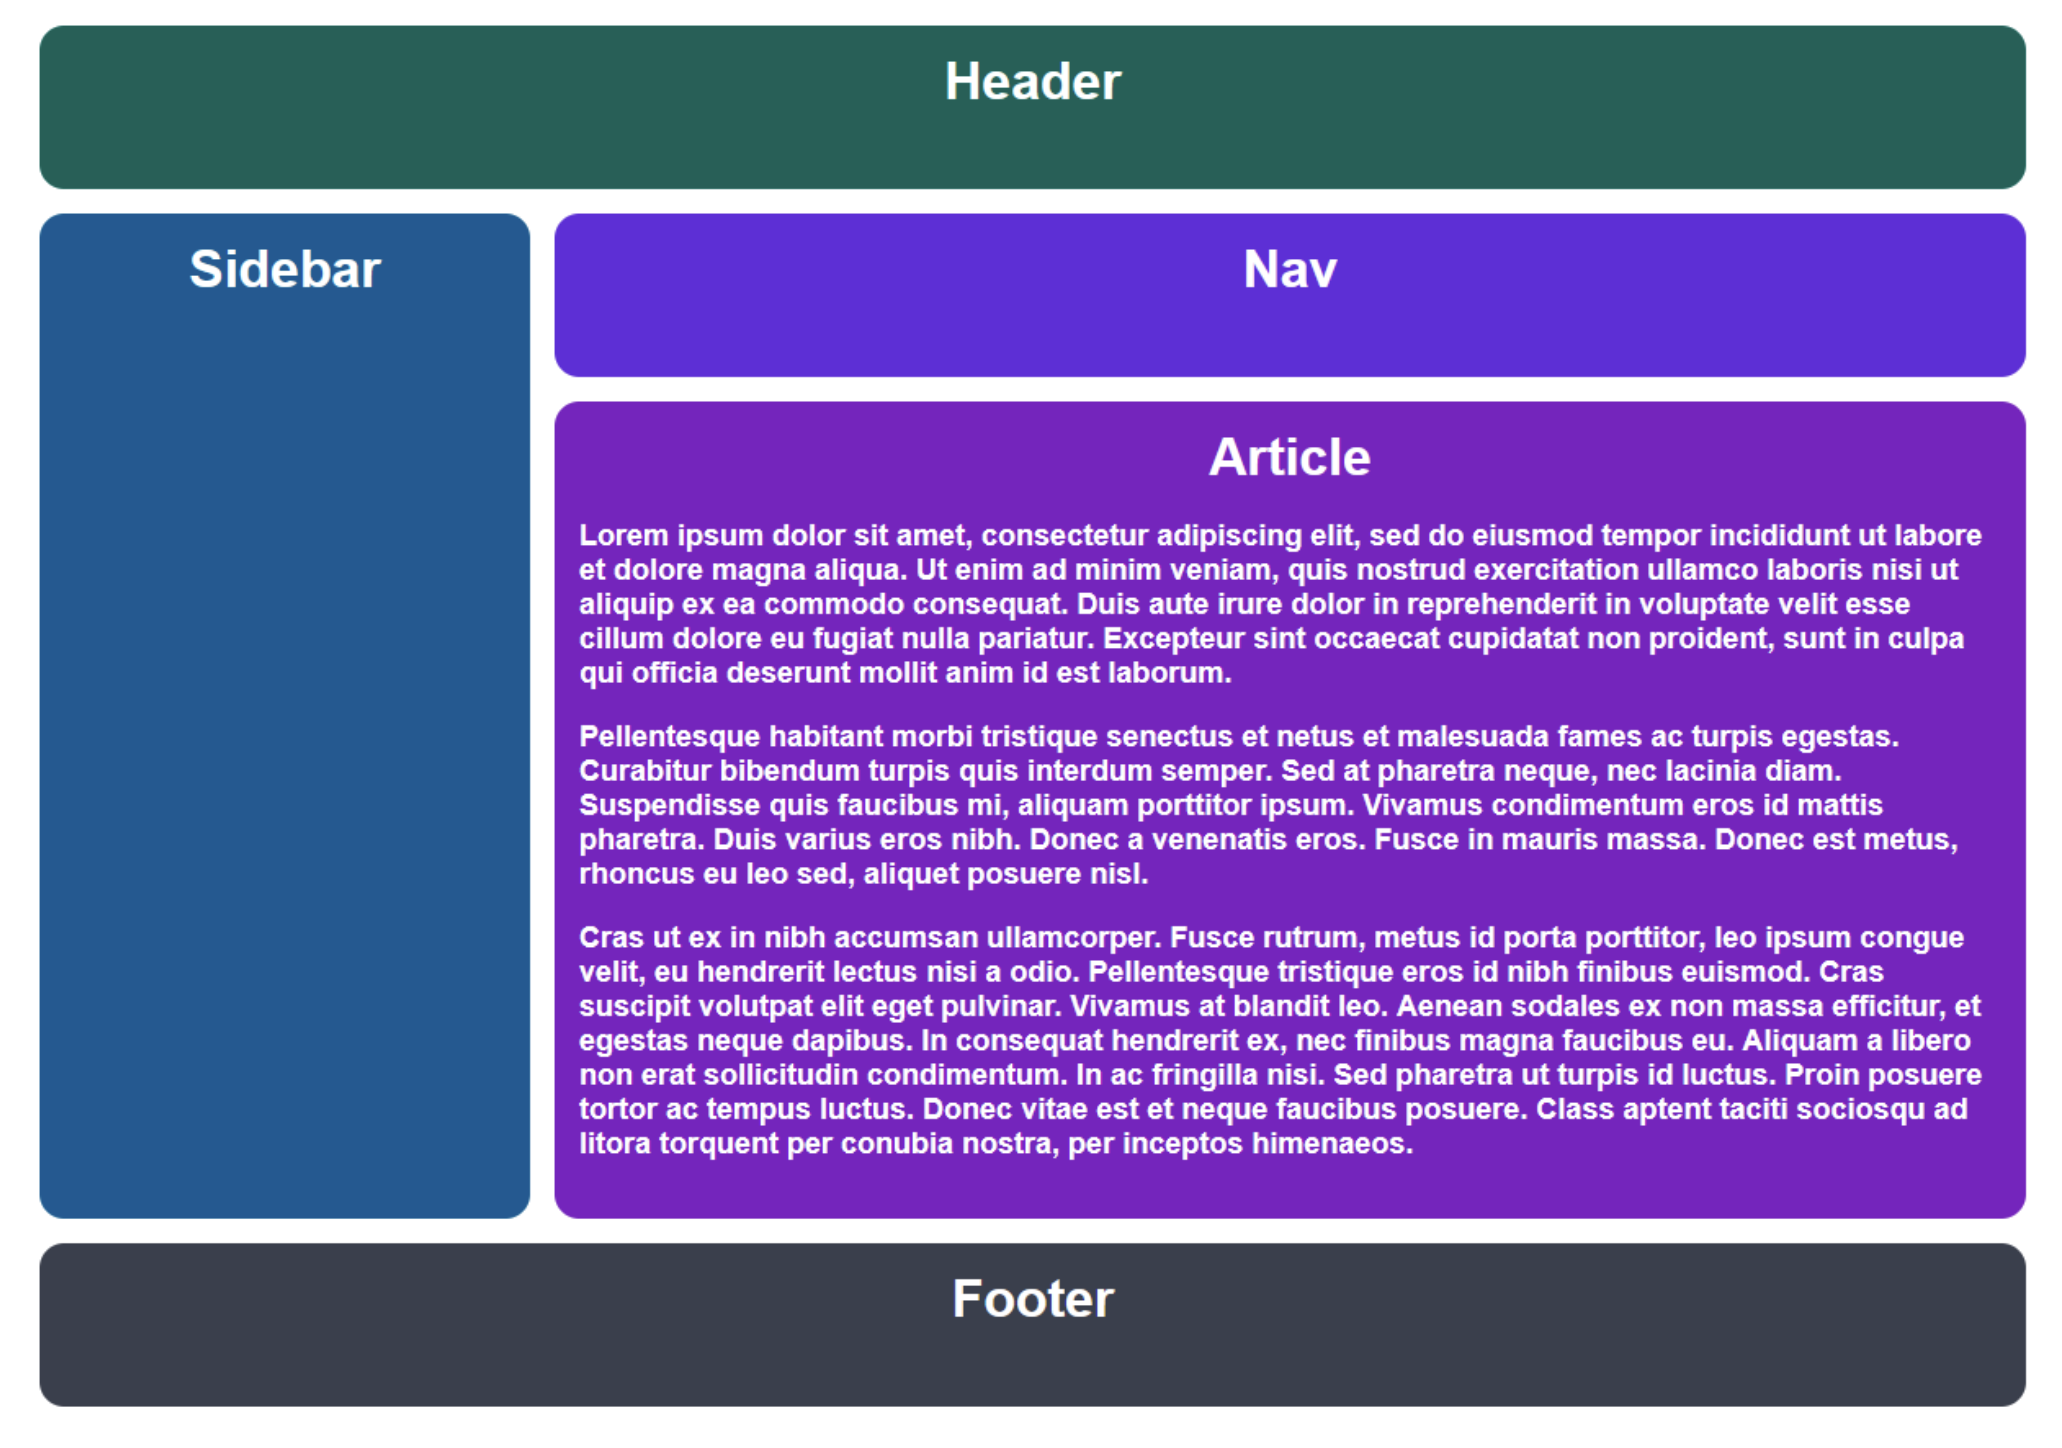 Header
Sidebar
Nav
Article
Lorem ipsum dolor sit amet, consectetur adipiscing elit, sed do eiusmod tempor incididunt ut labore
et dolore magna aliqua. Ut enim ad minim veniam, quis nostrud exercitation ullamco laboris nisi ut
aliquip ex ea commodo consequat. Duis aute irure dolor in reprehenderit in voluptate velit esse
cillum dolore eu fugiat nulla pariatur. Excepteur sint occaecat cupidatat non proident, sunt in culpa
qui officia deserunt mollit anim id est laborum.
Pellentesque habitant morbi tristique senectus et netus et malesuada fames ac turpis egestas.
Curabitur bibendum turpis quis interdum semper. Sed at pharetra neque, nec lacinia diam.
Suspendisse quis faucibus mi, aliquam porttitor ipsum. Vivamus condimentum eros id mattis
pharetra. Duis varius eros nibh. Donec a venenatis eros. Fusce in mauris massa. Donec est metus,
rhoncus eu leo sed, aliquet posuere nisl.
Cras ut ex in nibh accumsan ullamcorper. Fusce rutrum, metus id porta porttitor, leo ipsum congue
velit, eu hendrerit lectus nisi a odio. Pellentesque tristique eros id nibh finibus euismod. Cras
suscipit volutpat elit eget pulvinar. Vivamus at blandit leo. Aenean sodales ex non massa efficitur, et
egestas neque dapibus. In consequat hendrerit ex, nec finibus magna faucibus eu. Aliquam a libero
non erat sollicitudin condimentum. In ac fringilla nisi. Sed pharetra ut turpis id luctus. Proin posuere
tortor ac tempus luctus. Donec vitae est et neque faucibus posuere. Class aptent taciti sociosqu ad
litora torquent per conubia nostra, per inceptos himenaeos.
Footer